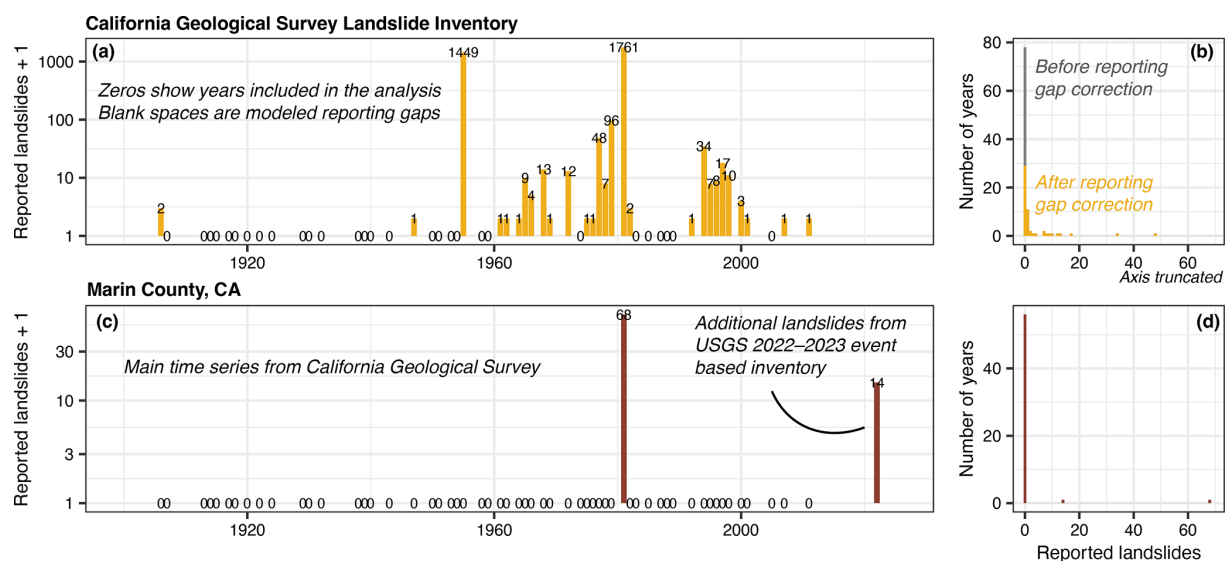 California Geological Survey Landslide Inventory
(a)
Reported landslides + 1
1000
100
10
1
Zeros show years included in the analysis
Blank spaces are modeled reporting gaps
2 0 000 00 0 0 0 00 0 000 0 1 00 00 1449 00 1 1 1 9 4 13 1 12 0 1 1 48 7 96 1761 2 0 0 0000 1 34 7 8 17 10 3 1 0 1 1
1920 1960 2000
(b)
Number of years
80
60
40
20
0
Before reporting
gap correction
After reporting
gap correction
0 20 40 60
Axis truncated
Marin County, CA
(c)
Reported landslides + 1
30
10
3
1
Main time series from California Geological Survey
68
Additional landslides from
USGS 2022–2023 event
based inventory
14
1920 1960 2000
(d)
Number of years
40
20
0
0 20 40 60
Reported landslides